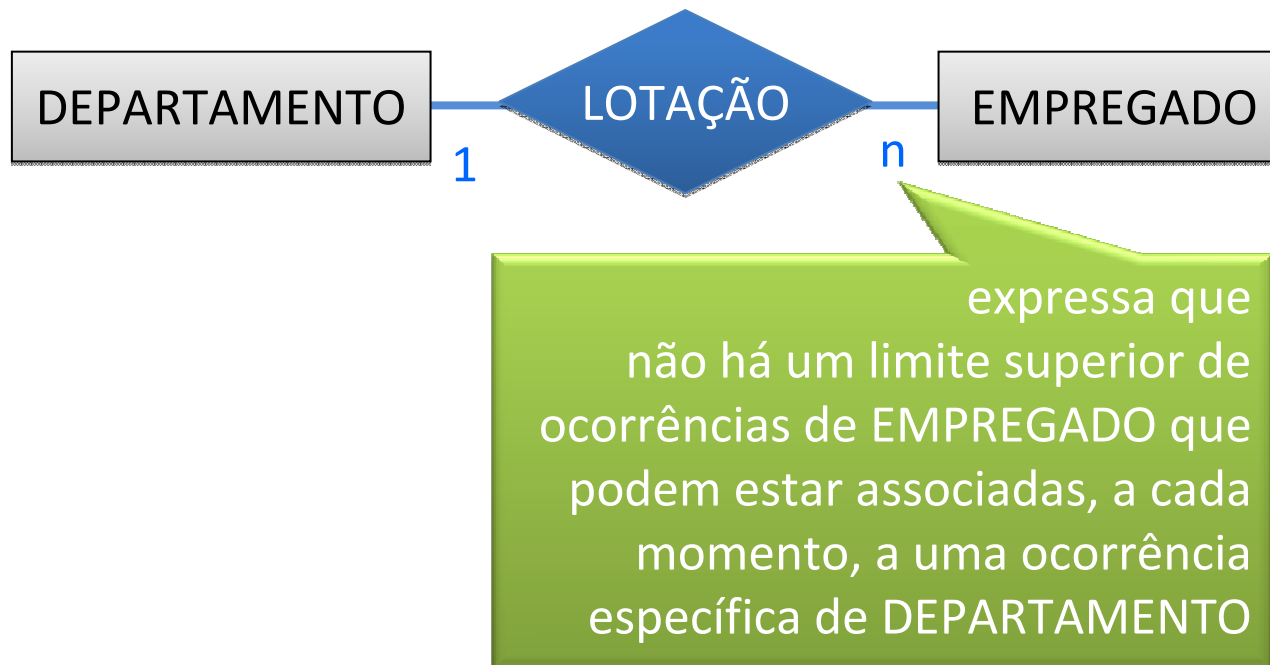 DEPARTAMENTO
LOTAÇÃO
EMPREGADO
1
n
expressa que
não há um limite superior de
ocorrências de EMPREGADO que
podem estar associadas, a cada
momento, a uma ocorrência
específica de DEPARTAMENTO